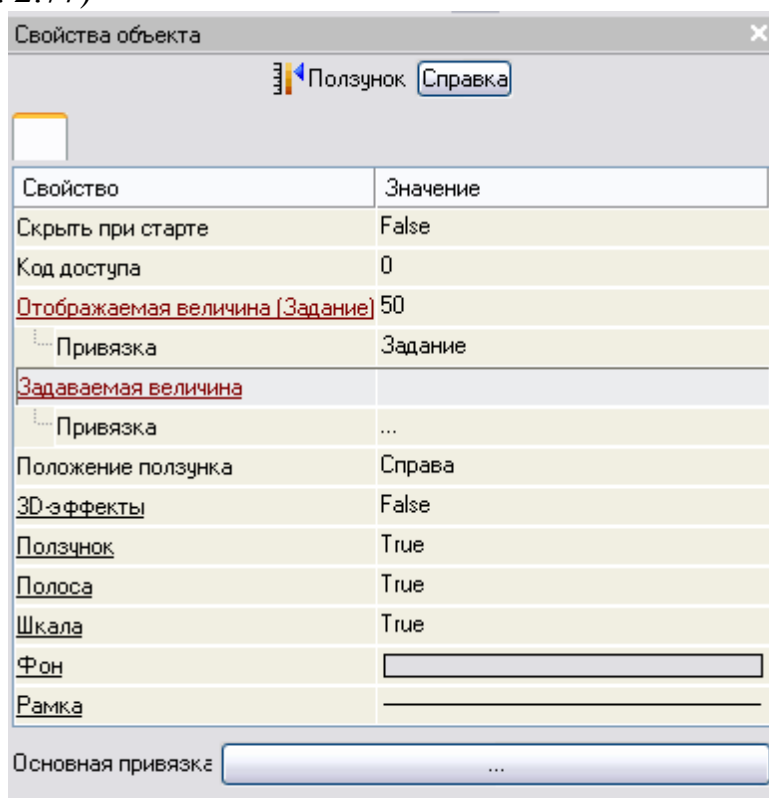 2.77)
Свойства объекта
Ползунок Справка
Свойство Значение
Скрыть при старте False
Код доступа 0
Отображаемая величина (Задание) 50
Привязка Задание
Задаваемая величина
Привязка ...
Положение ползунка Справа
3D-эффекты False
Ползунок True
Полоса True
Шкала True
Фон
Рамка
Основная привязка ...